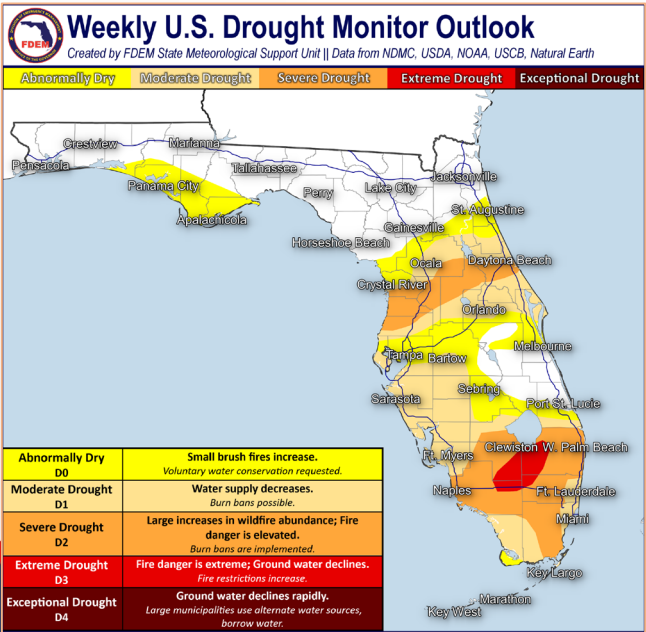 Weekly U.S. Drought Monitor Outlook
FDEM
Created by FDEM State Meteorological Support Unit || Data from NDMC, USDA, NOAA, USCB, Natural Earth
Abnormally Dry Moderate Drought Severe Drought Extreme Drought Exceptional Drought
Crestview
Marianna
Pensacola
Tallahassee
Jacksonville
Panama City
Perry
Lake City
Apalachicola
St. Augustine
Gainesville
Horseshoe Beach
Ocala
Daytona Beach
Crystal River
Orlando
Melbourne
Tampa
Bartow
Sebring
Sarasota
Port St. Lucie
Clewiston
W. Palm Beach
Ft. Myers
Naples
Ft. Lauderdale
Miami
Key Largo
Marathon
Key West
Abnormally Dry
D0
Small brush fires increase.
Voluntary water conservation requested.
Moderate Drought
D1
Water supply decreases.
Burn bans possible.
Severe Drought
D2
Large increases in wildfire abundance; Fire
danger is elevated.
Burn bans are implemented.
Extreme Drought
D3
Fire danger is extreme; Ground water declines.
Fire restrictions increase.
Exceptional Drought
D4
Ground water declines rapidly.
Large municipalities use alternate water sources,
borrow water.